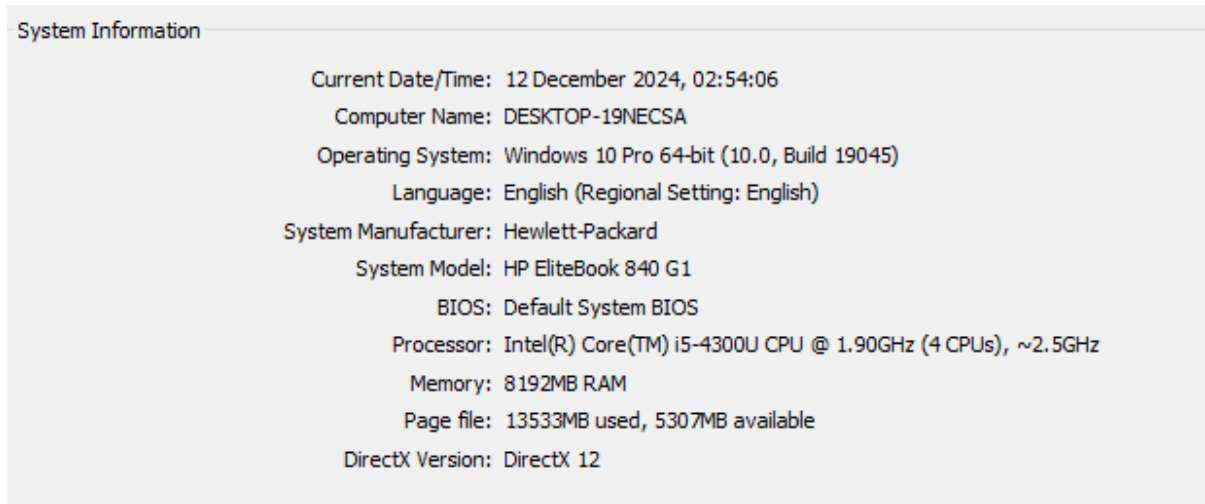 System Information
Current Date/Time: 12 December 2024, 02:54:06
Computer Name: DESKTOP-19NECSA
Operating System: Windows 10 Pro 64-bit (10.0, Build 19045)
Language: English (Regional Setting: English)
System Manufacturer: Hewlett-Packard
System Model: HP EliteBook 840 G1
BIOS: Default System BIOS
Processor: Intel(R) Core(TM) i5-4300U CPU @ 1.90GHz (4 CPUs), ~2.5GHz
Memory: 8192MB RAM
Page file: 13533MB used, 5307MB available
DirectX Version: DirectX 12